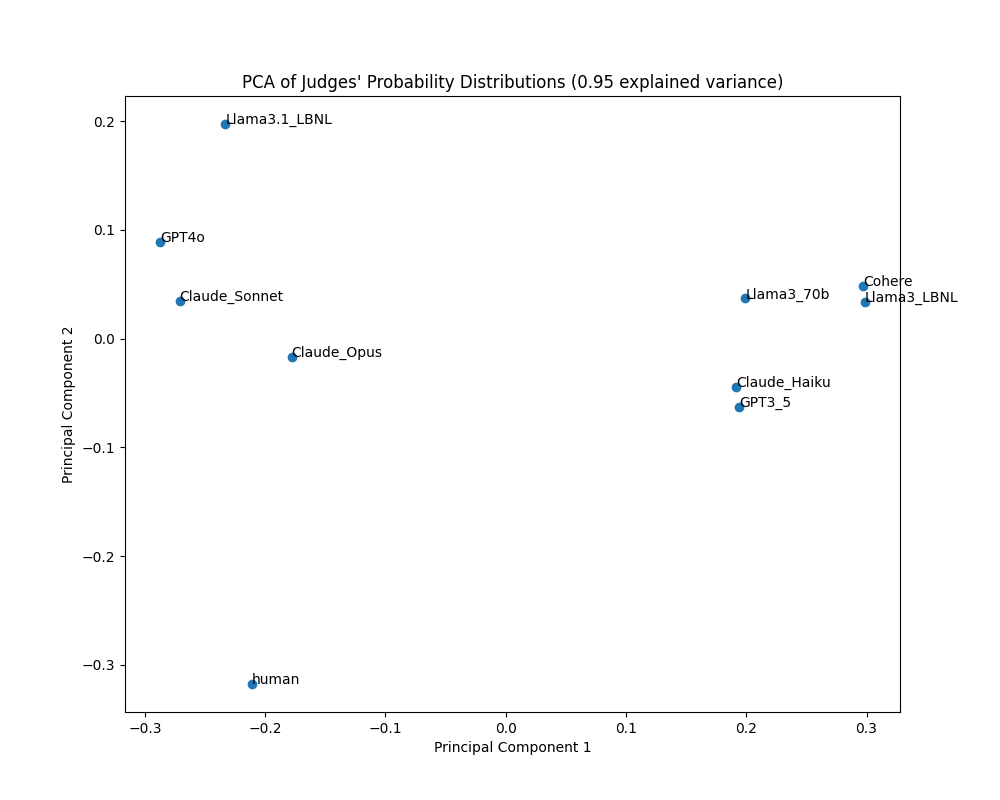 PCA of Judges' Probability Distributions (0.95 explained variance)
0.2
0.1
0.0
−0.1
−0.2
−0.3
Principal Component 2
Llama3.1_LBNL
GPT4o
Claude_Sonnet
Claude_Opus
human
Llama3_70b
Cohere
Llama3_LBNL
Claude_Haiku
GPT3_5
−0.3
−0.2
−0.1
0.0
0.1
0.2
0.3
Principal Component 1